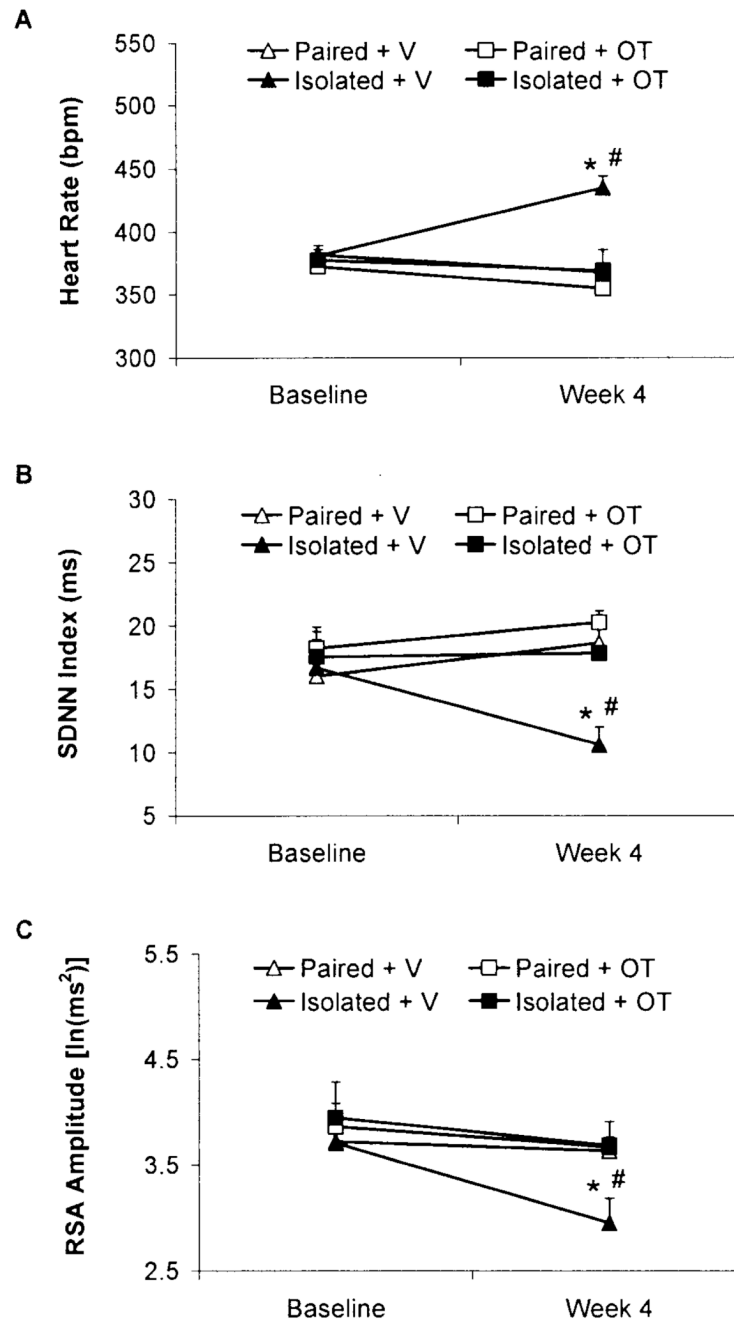 A
550
500
450
400
350
300
Heart Rate (bpm)
Paired + V
Paired + OT
Isolated + V
Isolated + OT
* #
Baseline
Week 4
B
30
25
20
15
10
5
SDNN Index (ms)
Paired + V
Paired + OT
Isolated + V
Isolated + OT
* #
Baseline
Week 4
C
5.5
4.5
3.5
2.5
RSA Amplitude [ln(ms²)]
Paired + V
Paired + OT
Isolated + V
Isolated + OT
* #
Baseline
Week 4